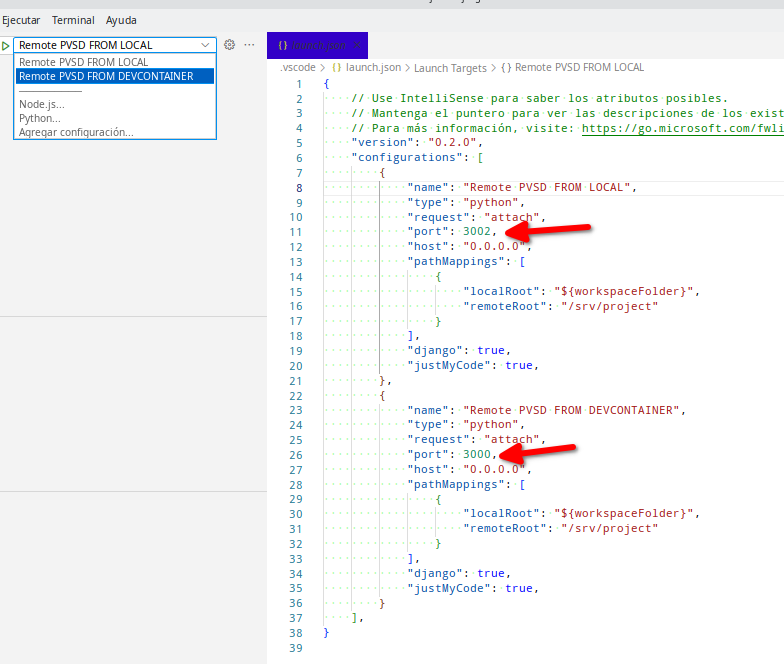 Ejecutar Terminal Ayuda
Remote PVSD FROM LOCAL
Remote PVSD FROM LOCAL
Remote PVSD FROM DEVCONTAINER
Node.js...
Python...
Agregar configuración...
{} launch.json
.vscode > {} launch.json > Launch Targets > {} Remote PVSD FROM LOCAL
1 {
2 // Use IntelliSense para saber los atributos posibles.
3 // Mantenga el puntero para ver las descripciones de los exist
4 // Para más información, visite: https://go.microsoft.com/fwli
5 "version": "0.2.0",
6 "configurations": [
7 {
8 "name": "Remote PVSD FROM LOCAL",
9 "type": "python",
10 "request": "attach",
11 "port": 3002,
12 "host": "0.0.0.0",
13 "pathMappings": [
14 {
15 "localRoot": "${workspaceFolder}",
16 "remoteRoot": "/srv/project"
17 }
18 ],
19 "django": true,
20 "justMyCode": true,
21 },
22 {
23 "name": "Remote PVSD FROM DEVCONTAINER",
24 "type": "python",
25 "request": "attach",
26 "port": 3000,
27 "host": "0.0.0.0",
28 "pathMappings": [
29 {
30 "localRoot": "${workspaceFolder}",
31 "remoteRoot": "/srv/project"
32 }
33 ],
34 "django": true,
35 "justMyCode": true,
36 }
37 ],
38 }
39